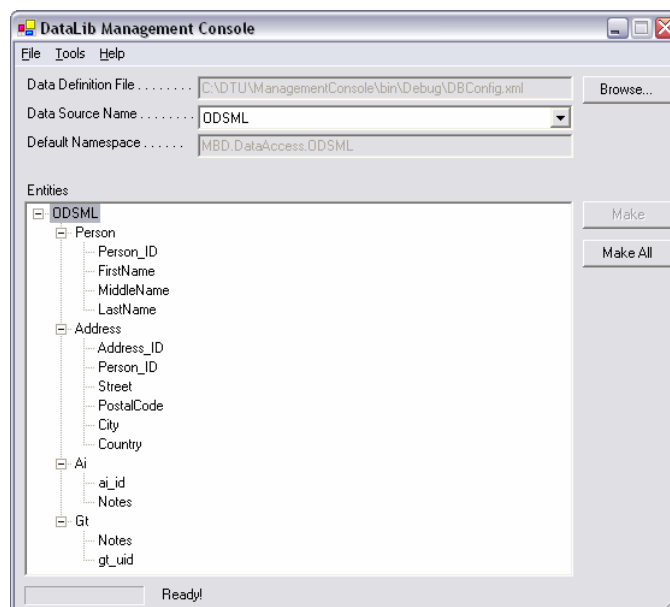 DataLib Management Console
File Tools Help
Data Definition File . . . . . . . . C:\DTU\ManagementConsole\bin\Debug\DBConfig.xml Browse...
Data Source Name . . . . . . . . ODSML
Default Namespace . . . . . . MBD.DataAccess.ODSML
Entities
ODSML Make
Person
Person_ID Make All
FirstName
MiddleName
LastName
Address
Address_ID
Person_ID
Street
PostalCode
City
Country
Ai
ai_id
Notes
Gt
Notes
gt_uid
Ready!